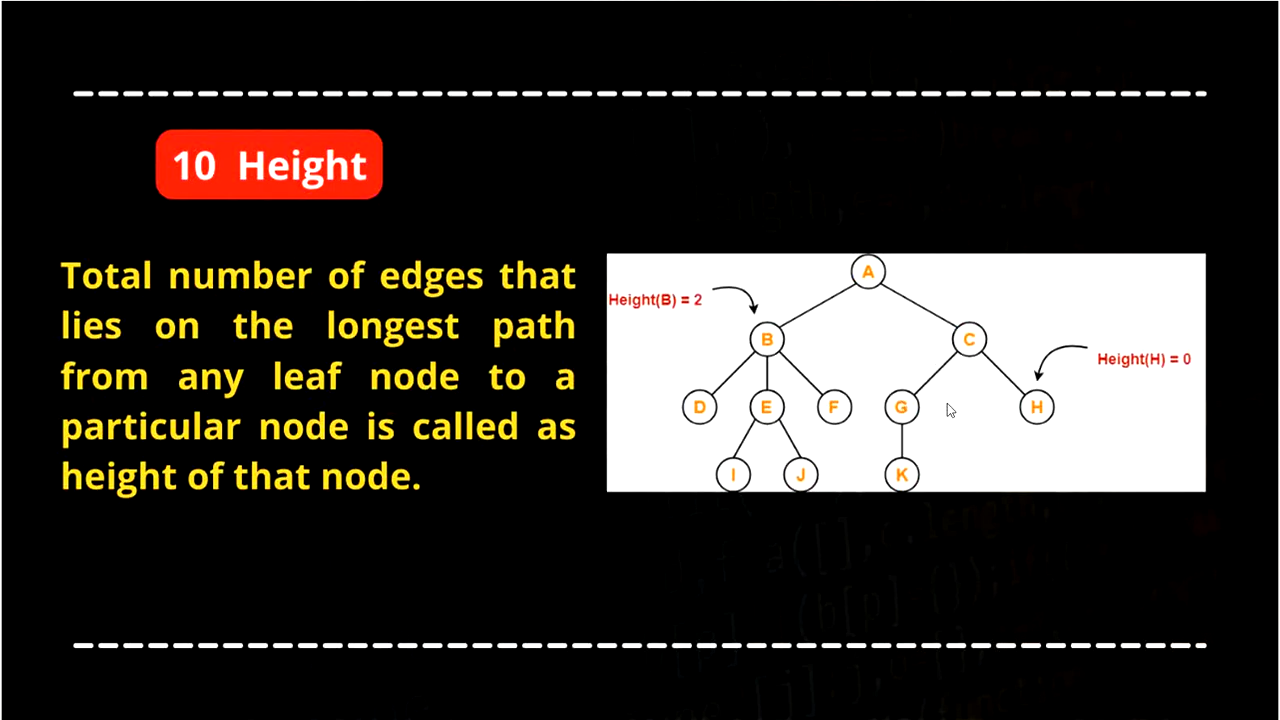 10 Height
Total number of edges that
lies on the longest path
from any leaf node to a
particular node is called as
height of that node.
A
Height(B) = 2
B
C
Height(H) = 0
D
E
F
G
H
I
J
K